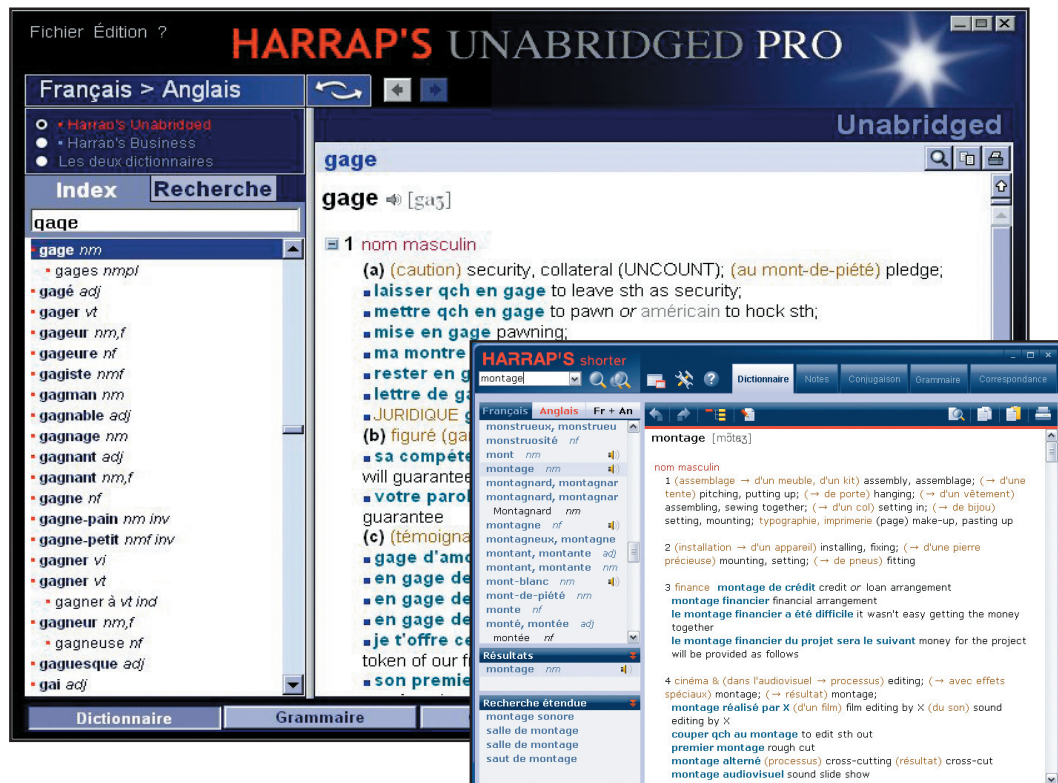 Fichier Édition ?
HARRAP'S UNABRIDGED PRO
Français > Anglais
Harrap's Unabridged
Harrap's Business
Les deux dictionnaires
Unabridged
Index Recherche
gage
gage nm
gages nmpl
gagé adj
gager vt
gageur nm,f
gageure nf
gagiste nmf
gagman nm
gagnable adj
gagnage nm
gagnant adj
gagnant nm,f
gagne nf
gagne-pain nm inv
gagne-petit nmf inv
gagner vi
gagner vt
gagner à vt ind
gagneur nm,f
gagneuse nf
gaguesque adj
gai adj
gage
gage [gaʒ]
1 nom masculin
(a) (caution) security, collateral (UNCOUNT); (au mont-de-piété) pledge;
laisser qch en gage to leave sth as security;
mettre qch en gage to pawn or américain to hock sth;
mise en gage pawning;
ma montre
rester en g
lettre de ga
JURIDIQUE g
(b) figuré (gar
sa compéte
will guarantee
votre parol
guarantee
(c) (témoigna
gage d'amo
en gage de
en gage de
en gage de
je t'offre ce
token of our f
son premie
Dictionnaire
Grammaire
HARRAP'S shorter
montage
Dictionnaire Notes Conjugaison Grammaire Correspondance
Français Anglais Fr + An
monstrueux, monstrueu
monstruosité nf
mont nm
montage nm
montagnard, montagnar
montagnard, montagnar
Montagnard nm
montagne nf
montagneux, montagne
montant, montante adj
montant, montante nm
mont-blanc nm
mont-de-piété nm
monte nf
monté, montée adj
montée nf
Résultats
montage nm
Recherche étendue
montage sonore
salle de montage
salle de montage
saut de montage
montage [mɔ̃taʒ]
nom masculin
1 (assemblage → d'un meuble, d'un kit) assembly, assemblage; (→ d'une
tente) pitching, putting up; (→ de porte) hanging; (→ d'un vêtement)
assembling, sewing together; (→ d'un col) setting in; (→ de bijou)
setting, mounting; typographie, imprimerie (page) make-up, pasting up
2 (installation → d'un appareil) installing, fixing; (→ d'une pierre
précieuse) mounting, setting; (→ de pneus) fitting
3 finance montage de crédit credit or loan arrangement
montage financier financial arrangement
le montage financier a été difficile it wasn't easy getting the money
together
le montage financier du projet sera le suivant money for the project
will be provided as follows
4 cinéma & (dans l'audiovisuel → processus) editing; (→ avec effets
spéciaux) montage; (→ résultat) montage;
montage réalisé par X (d'un film) film editing by X (du son) sound
editing by X
couper qch au montage to edit sth out
premier montage rough cut
montage alterné (processus) cross-cutting (résultat) cross-cut
montage audiovisuel sound slide show